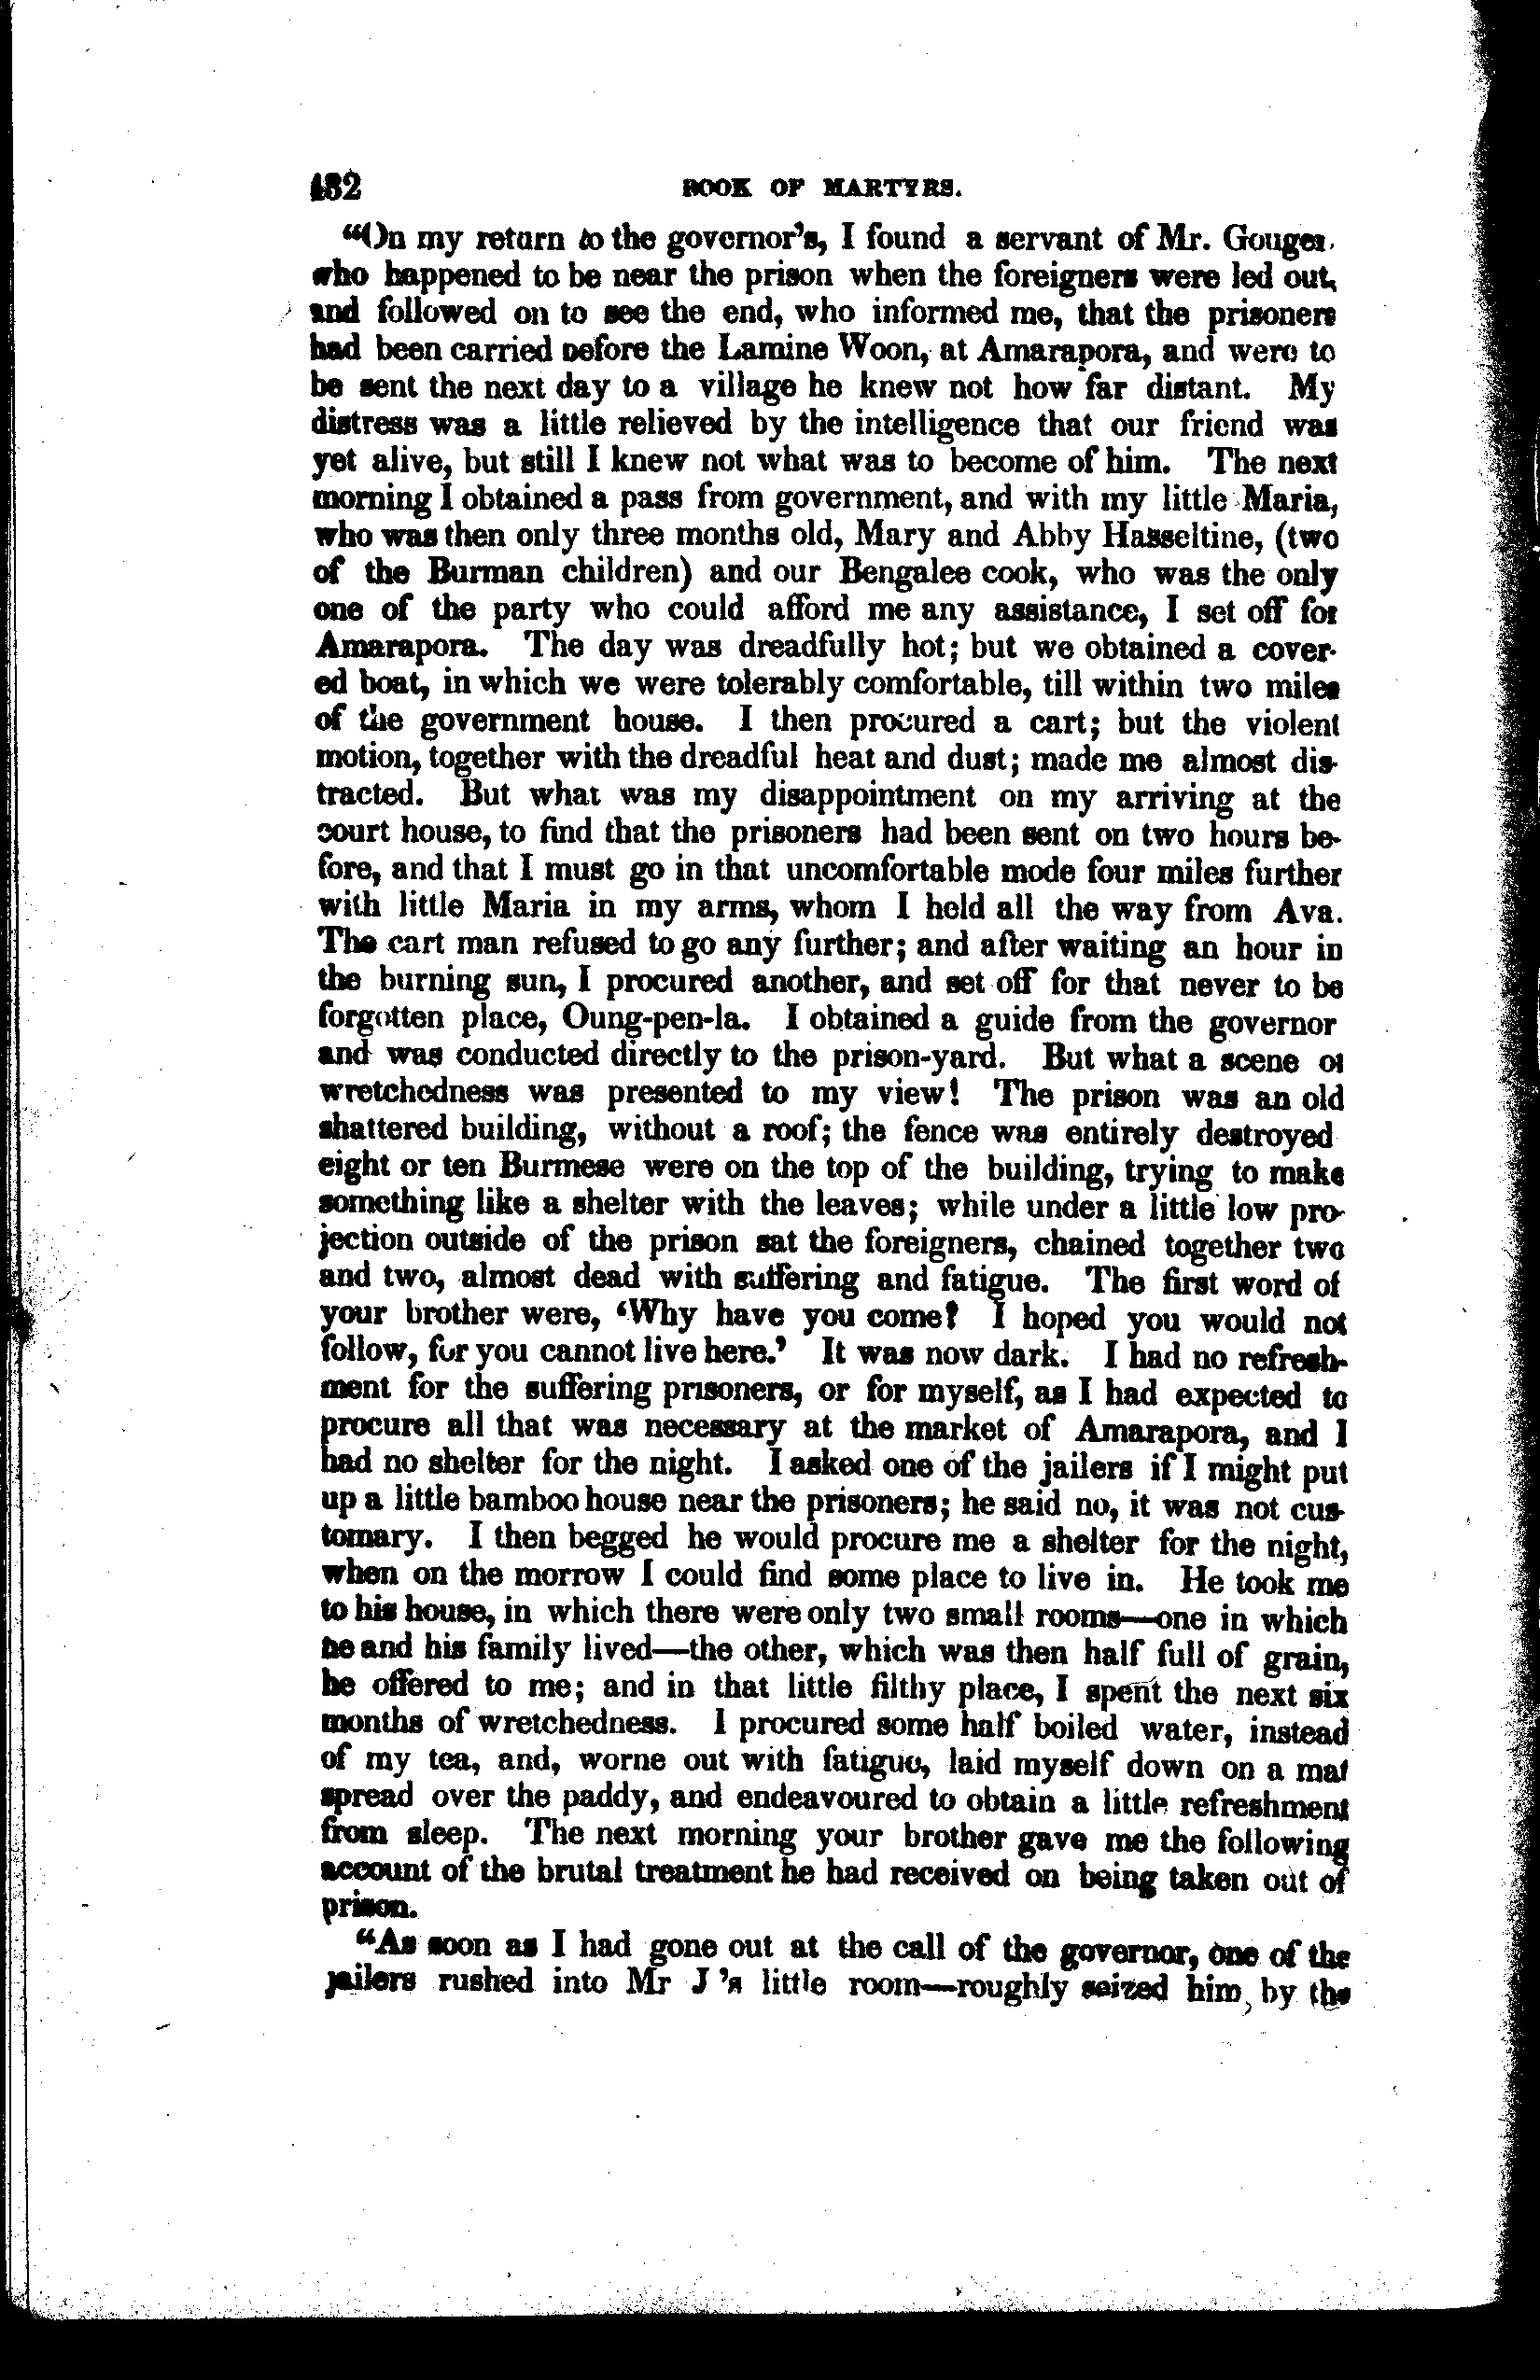 432 BOOK OF MARTYRS.
"On my return to the governor's, I found a servant of Mr. Gouger,
who happened to be near the prison when the foreigners were led out,
and followed on to see the end, who informed me, that the prisoners
had been carried before the Lamine Woon, at Amarapora, and were to
be sent the next day to a village he knew not how far distant. My
distress was a little relieved by the intelligence that our friend was
yet alive, but still I knew not what was to become of him. The next
morning I obtained a pass from government, and with my little Maria,
who was then only three months old, Mary and Abby Hasseltine, (two
of the Burman children) and our Bengalee cook, who was the only
one of the party who could afford me any assistance, I set off for
Amarapora. The day was dreadfully hot; but we obtained a cover-
ed boat, in which we were tolerably comfortable, till within two miles
of the government house. I then procured a cart; but the violent
motion, together with the dreadful heat and dust; made me almost dis-
tracted. But what was my disappointment on my arriving at the
court house, to find that the prisoners had been sent on two hours be-
fore, and that I must go in that uncomfortable mode four miles further
with little Maria in my arms, whom I held all the way from Ava.
The cart man refused to go any further; and after waiting an hour in
the burning sun, I procured another, and set off for that never to be
forgotten place, Oung-pen-la. I obtained a guide from the governor
and was conducted directly to the prison-yard. But what a scene of
wretchedness was presented to my view! The prison was an old
shattered building, without a roof; the fence was entirely destroyed
eight or ten Burmese were on the top of the building, trying to make
something like a shelter with the leaves; while under a little low pro-
jection outside of the prison sat the foreigners, chained together two
and two, almost dead with suffering and fatigue. The first word of
your brother were, 'Why have you come? I hoped you would not
follow, for you cannot live here.' It was now dark. I had no refresh-
ment for the suffering prisoners, or for myself, as I had expected to
procure all that was necessary at the market of Amarapora, and I
had no shelter for the night. I asked one of the jailers if I might put
up a little bamboo house near the prisoners; he said no, it was not cus-
tomary. I then begged he would procure me a shelter for the night,
when on the morrow I could find some place to live in. He took me
to his house, in which there were only two small rooms—one in which
he and his family lived—the other, which was then half full of grain,
he offered to me; and in that little filthy place, I spent the next six
months of wretchedness. I procured some half boiled water, instead
of my tea, and, worne out with fatigue, laid myself down on a mat
spread over the paddy, and endeavoured to obtain a little refreshment
from sleep. The next morning your brother gave me the following
account of the brutal treatment he had received on being taken out of
prison.
"As soon as I had gone out at the call of the governor, one of the
jailers rushed into Mr J 's little room—roughly seized him by the